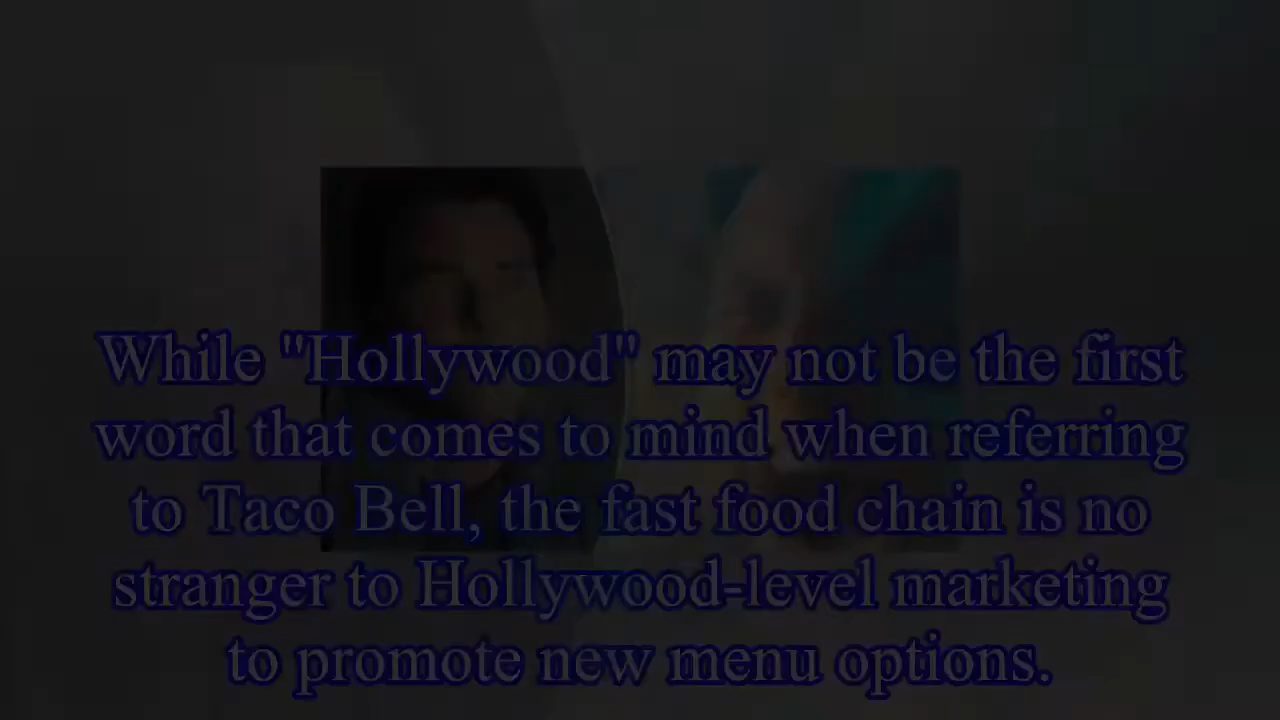 While "Hollywood" may not be the first
word that comes to mind when referring
to Taco Bell, the fast food chain is no
stranger to Hollywood-level marketing
to promote new menu options.